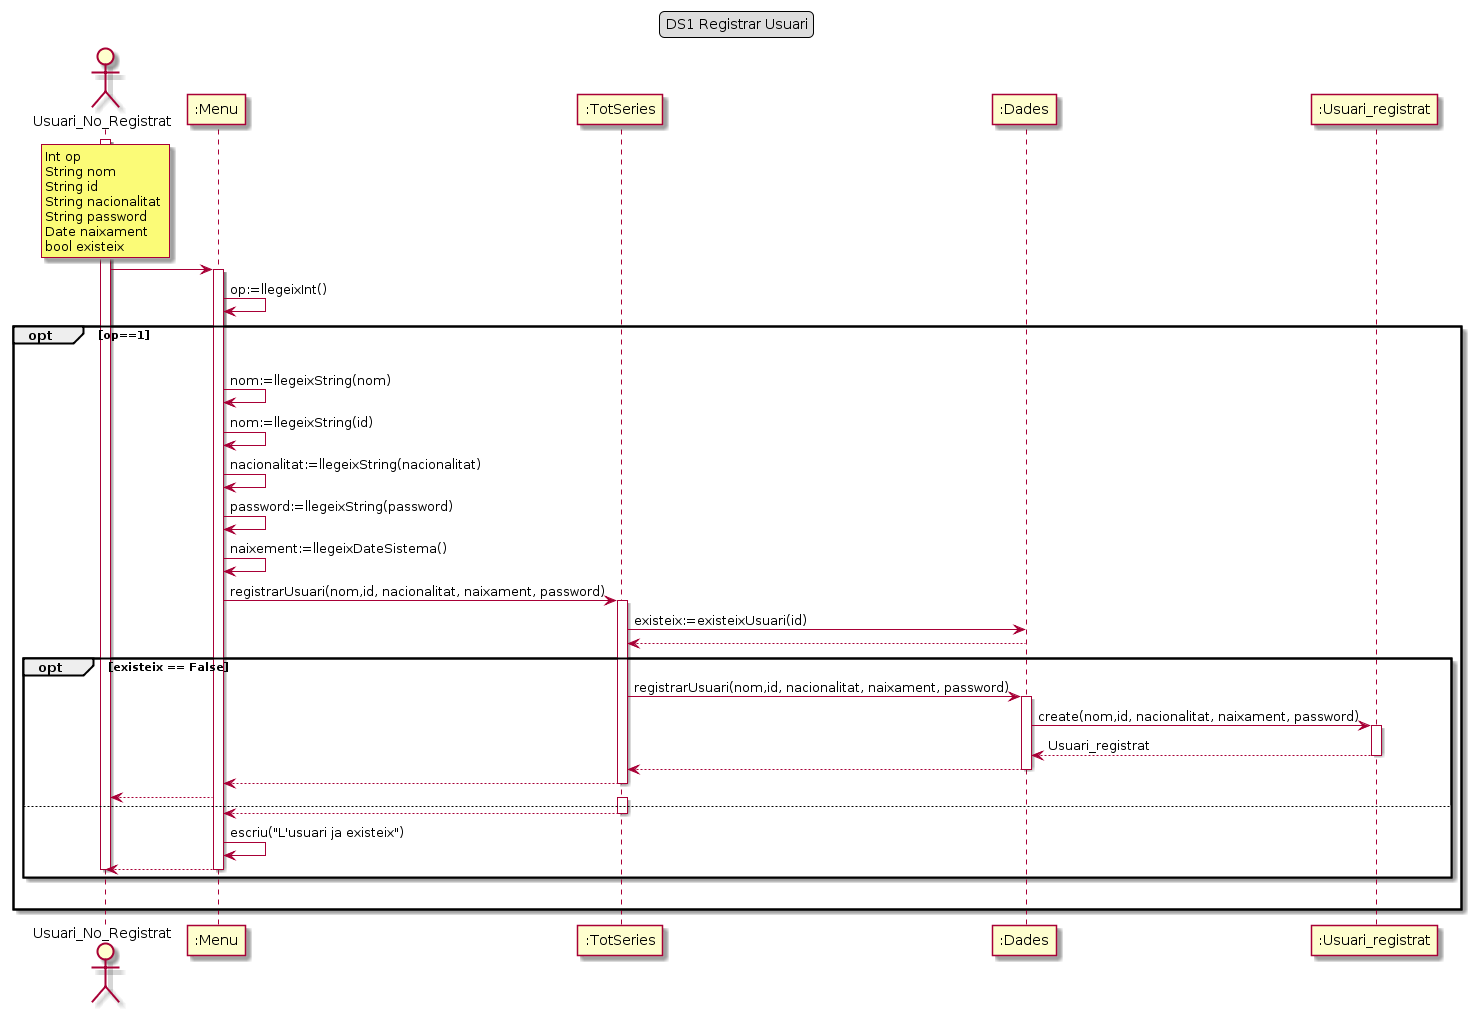 DS1 Registrar Usuari
Usuari_No_Registrat
:Menu
:TotSeries
:Dades
:Usuari_registrat
Int op
String nom
String id
String nacionalitat
String password
Date naixament
bool existeix
op:=llegeixInt()
opt
[op==1]
nom:=llegeixString(nom)
nom:=llegeixString(id)
nacionalitat:=llegeixString(nacionalitat)
password:=llegeixString(password)
naixement:=llegeixDateSistema()
registrarUsuari(nom,id, nacionalitat, naixament, password)
existeix:=existeixUsuari(id)
opt
[existeix == False]
registrarUsuari(nom,id, nacionalitat, naixament, password)
create(nom,id, nacionalitat, naixament, password)
Usuari_registrat
escriu("L'usuari ja existeix")
Usuari_No_Registrat
:Menu
:TotSeries
:Dades
:Usuari_registrat